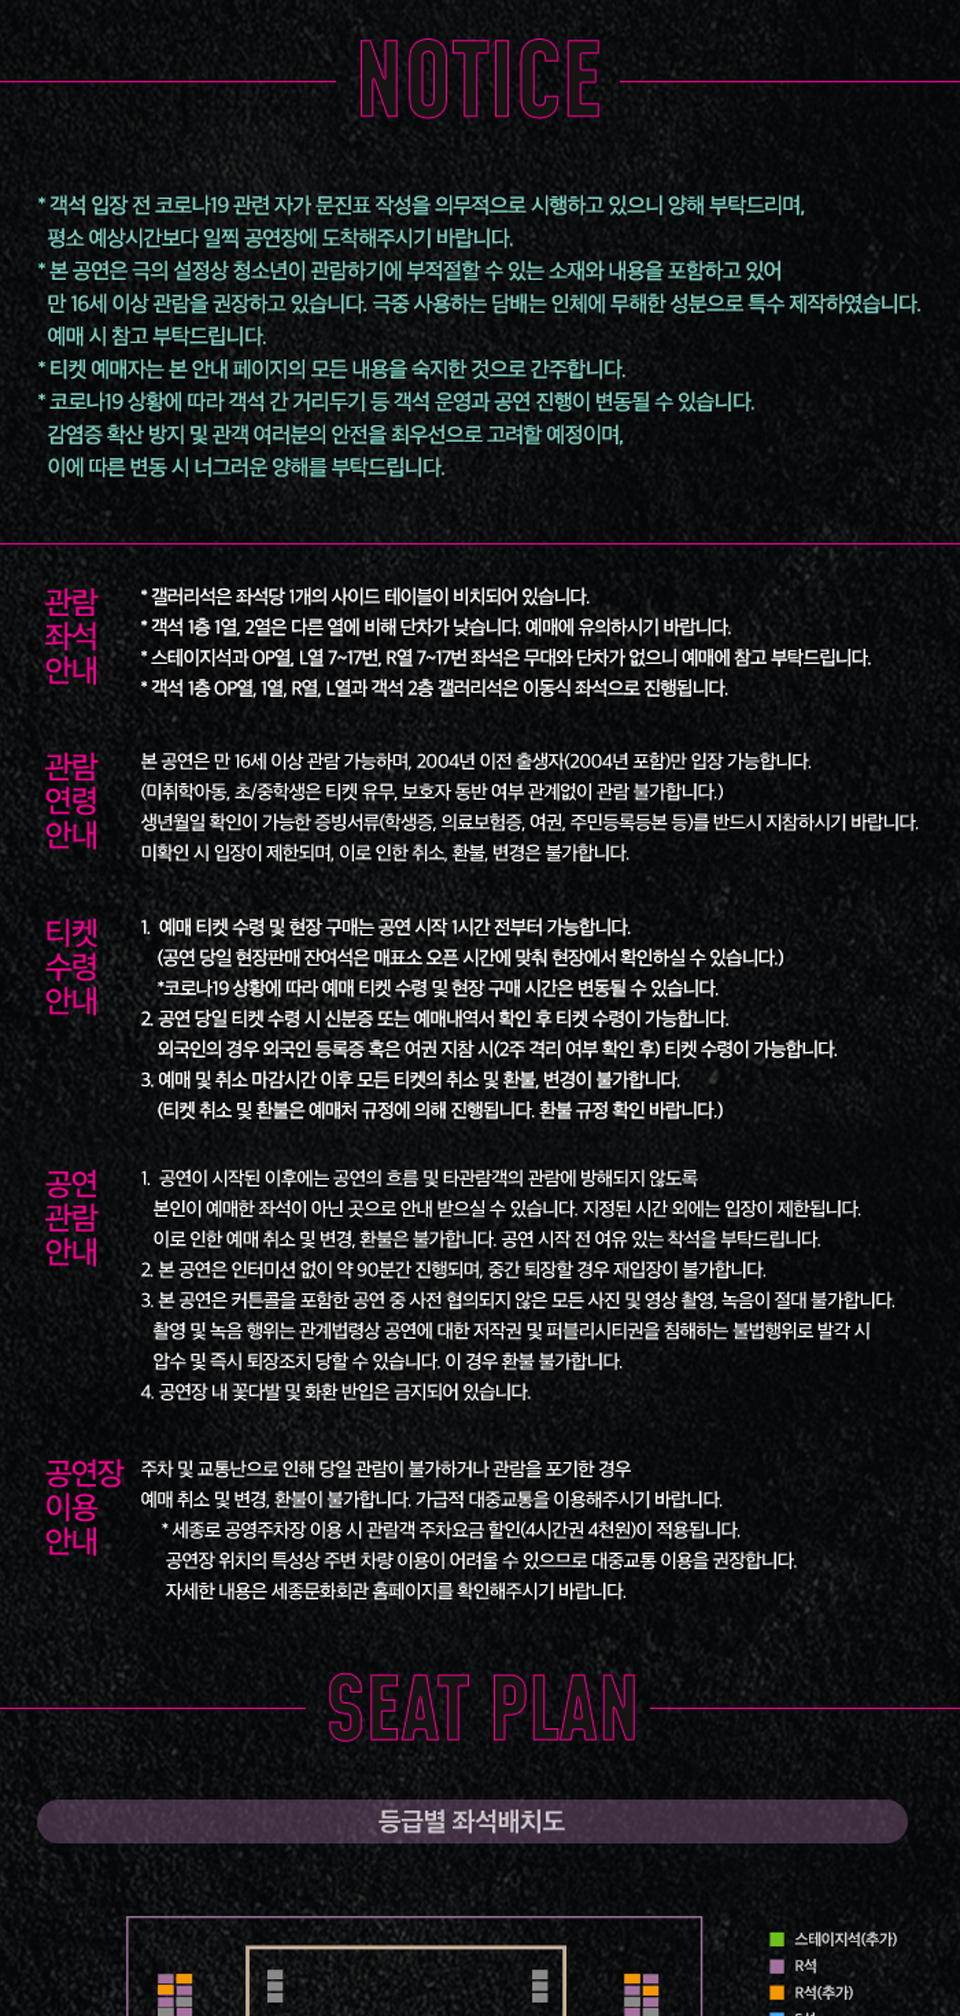 NOTICE
* 객석 입장 전 코로나19 관련 자가 문진표 작성을 의무적으로 시행하고 있으니 양해 부탁드리며,
평소 예상시간보다 일찍 공연장에 도착해주시기 바랍니다.
* 본 공연은 극의 설정상 청소년이 관람하기에 부적절할 수 있는 소재와 내용을 포함하고 있어
만 16세 이상 관람을 권장하고 있습니다. 극중 사용하는 담배는 인체에 무해한 성분으로 특수 제작하였습니다.
예매 시 참고 부탁드립니다.
* 티켓 예매자는 본 안내 페이지의 모든 내용을 숙지한 것으로 간주합니다.
* 코로나19 상황에 따라 객석 간 거리두기 등 객석 운영과 공연 진행이 변동될 수 있습니다.
감염증 확산 방지 및 관객 여러분의 안전을 최우선으로 고려할 예정이며,
이에 따른 변동 시 너그러운 양해를 부탁드립니다.
관람
좌석
안내
* 갤러리석은 좌석당 1개의 사이드 테이블이 비치되어 있습니다.
* 객석 1층 1열, 2열은 다른 열에 비해 단차가 낮습니다. 예매에 유의하시기 바랍니다.
* 스테이지석과 OP열, L열 7~17번, R열 7~17번 좌석은 무대와 단차가 없으니 예매에 참고 부탁드립니다.
* 객석 1층 OP열, 1열, R열, L열과 객석 2층 갤러리석은 이동식 좌석으로 진행됩니다.
관람
연령
안내
본 공연은 만 16세 이상 관람 가능하며, 2004년 이전 출생자(2004년 포함)만 입장 가능합니다.
(미취학아동, 초/중학생은 티켓 유무, 보호자 동반 여부 관계없이 관람 불가합니다.)
생년월일 확인이 가능한 증빙서류(학생증, 의료보험증, 여권, 주민등록등본 등)를 반드시 지참하시기 바랍니다.
미확인 시 입장이 제한되며, 이로 인한 취소, 환불, 변경은 불가합니다.
티켓
수령
안내
1. 예매 티켓 수령 및 현장 구매는 공연 시작 1시간 전부터 가능합니다.
(공연 당일 현장판매 잔여석은 매표소 오픈 시간에 맞춰 현장에서 확인하실 수 있습니다.)
*코로나19 상황에 따라 예매 티켓 수령 및 현장 구매 시간은 변동될 수 있습니다.
2. 공연 당일 티켓 수령 시 신분증 또는 예매내역서 확인 후 티켓 수령이 가능합니다.
외국인의 경우 외국인 등록증 혹은 여권 지참 시(2주 격리 여부 확인 후) 티켓 수령이 가능합니다.
3. 예매 및 취소 마감시간 이후 모든 티켓의 취소 및 환불, 변경이 불가합니다.
(티켓 취소 및 환불은 예매처 규정에 의해 진행됩니다. 환불 규정 확인 바랍니다.)
공연
관람
안내
1. 공연이 시작된 이후에는 공연의 흐름 및 타관람객의 관람에 방해되지 않도록
본인이 예매한 좌석이 아닌 곳으로 안내 받으실 수 있습니다. 지정된 시간 외에는 입장이 제한됩니다.
이로 인한 예매 취소 및 변경, 환불은 불가합니다. 공연 시작 전 여유 있는 착석을 부탁드립니다.
2. 본 공연은 인터미션 없이 약 90분간 진행되며, 중간 퇴장할 경우 재입장이 불가합니다.
3. 본 공연은 커튼콜을 포함한 공연 중 사전 협의되지 않은 모든 사진 및 영상 촬영, 녹음이 절대 불가합니다.
촬영 및 녹음 행위는 관계법령상 공연에 대한 저작권 및 퍼블리시티권을 침해하는 불법행위로 발각 시
압수 및 즉시 퇴장조치 당할 수 있습니다. 이 경우 환불 불가합니다.
4. 공연장 내 꽃다발 및 화환 반입은 금지되어 있습니다.
공연장
이용
안내
주차 및 교통난으로 인해 당일 관람이 불가하거나 관람을 포기한 경우
예매 취소 및 변경, 환불이 불가합니다. 가급적 대중교통을 이용해주시기 바랍니다.
* 세종로 공영주차장 이용 시 관람객 주차요금 할인(4시간권 4천원)이 적용됩니다.
공연장 위치의 특성상 주변 차량 이용이 어려울 수 있으므로 대중교통 이용을 권장합니다.
자세한 내용은 세종문화회관 홈페이지를 확인해주시기 바랍니다.
SEAT PLAN
등급별 좌석배치도
스테이지석(추가)
R석
R석(추가)